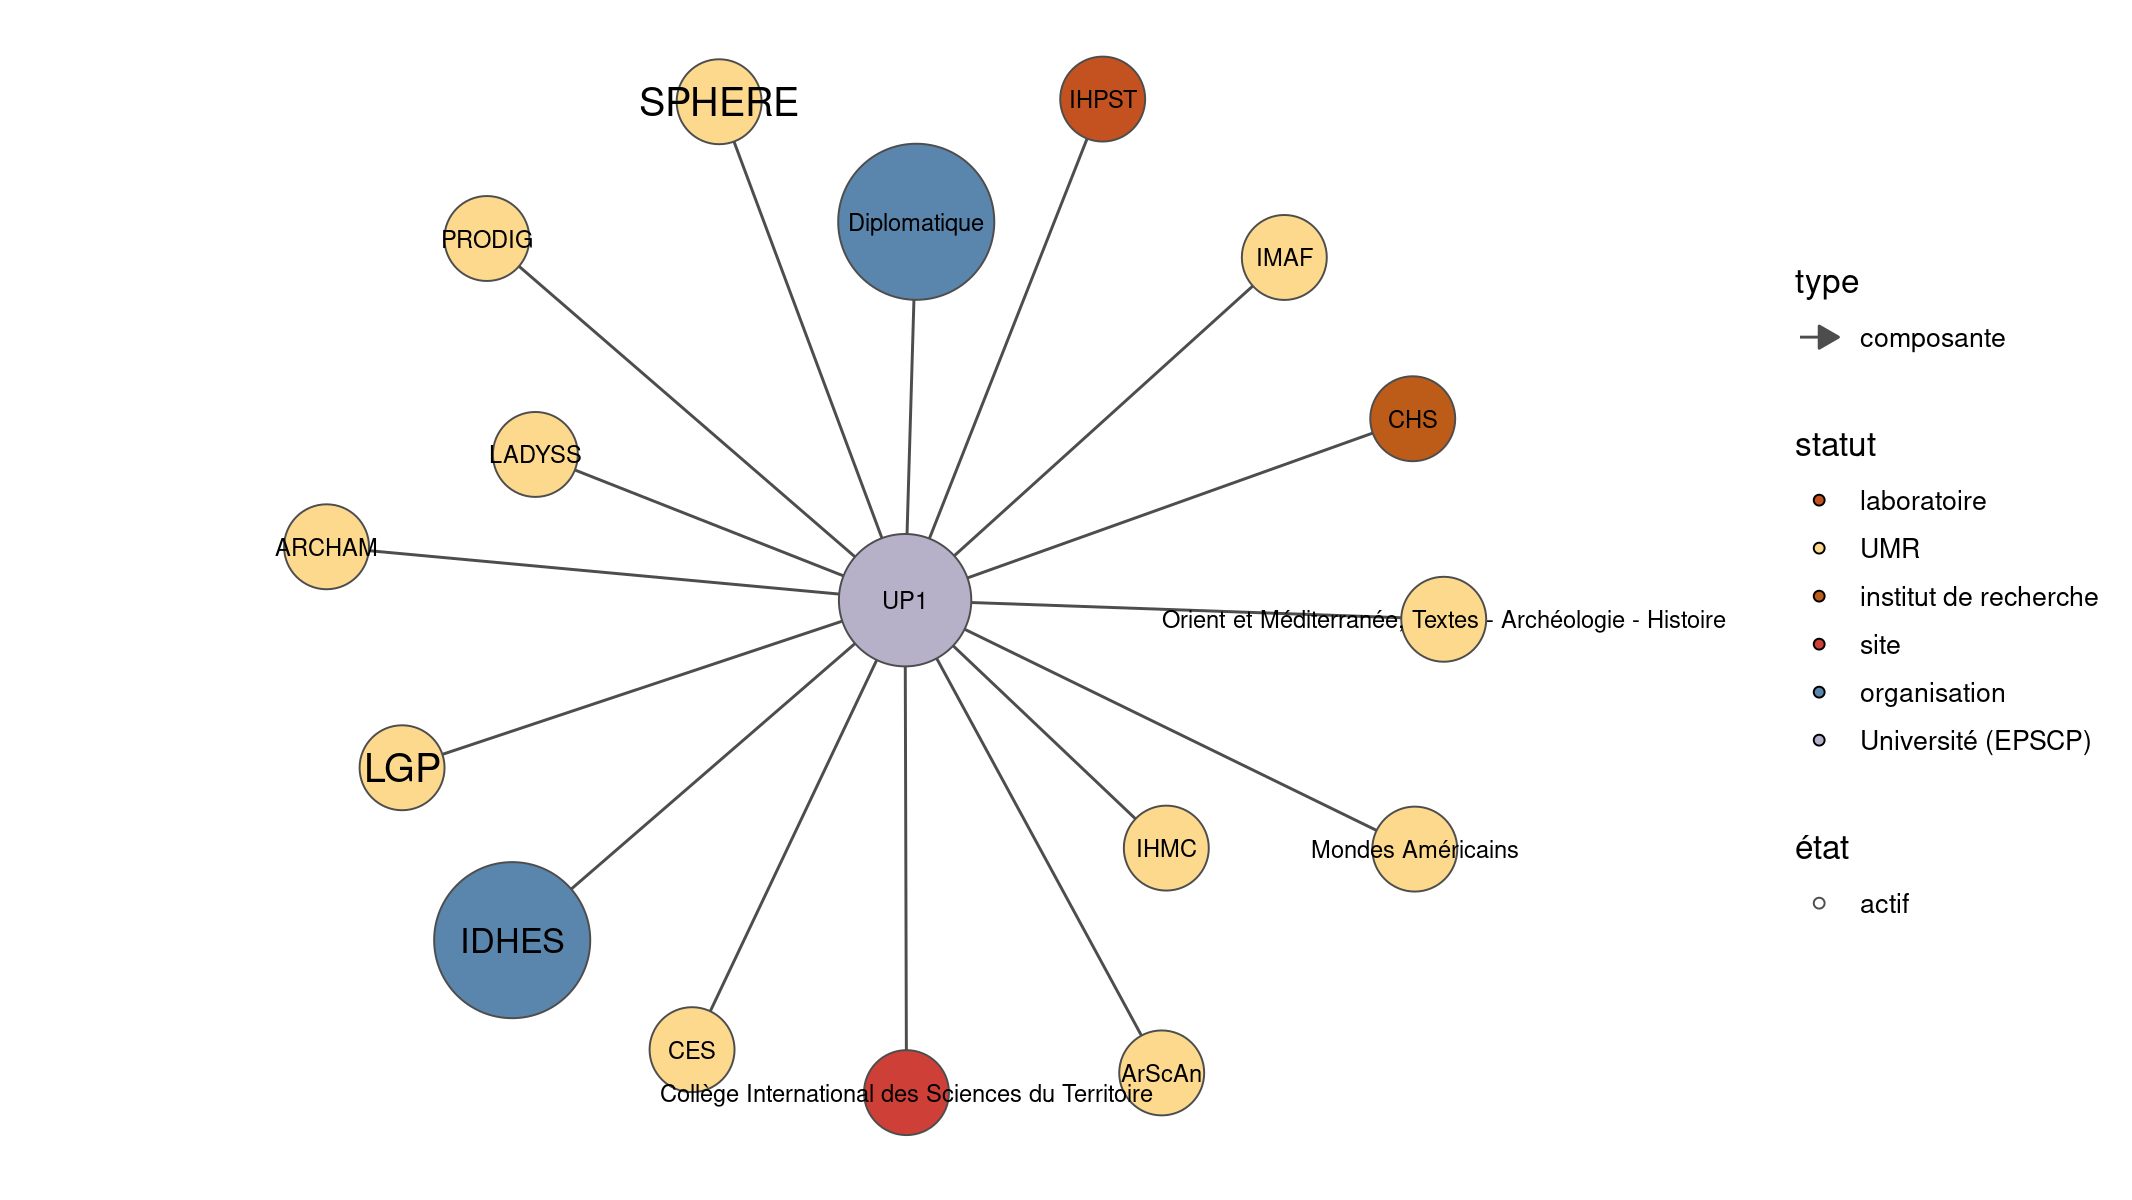 SPHERE
IHPST
Diplomatique
PRODIG
IMAF
CHS
LADYSS
ARCHAM
UP1
Orient et Méditerranée, Textes - Archéologie - Histoire
LGP
IHMC
Mondes Américains
IDHES
CES
ArScAn
Collège International des Sciences du Territoire
type
composante
statut
laboratoire
UMR
institut de recherche
site
organisation
Université (EPSCP)
état
actif